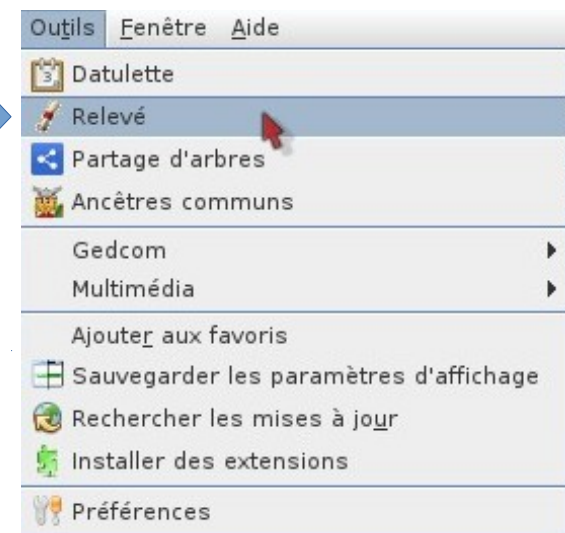 Outils Fenêtre Aide
3
Datulette
Relevé
Partage d'arbres
Ancêtres communs
Gedcom
Multimédia
Ajouter aux favoris
Sauvegarder les paramètres d'affichage
Rechercher les mises à jour
Installer des extensions
Préférences